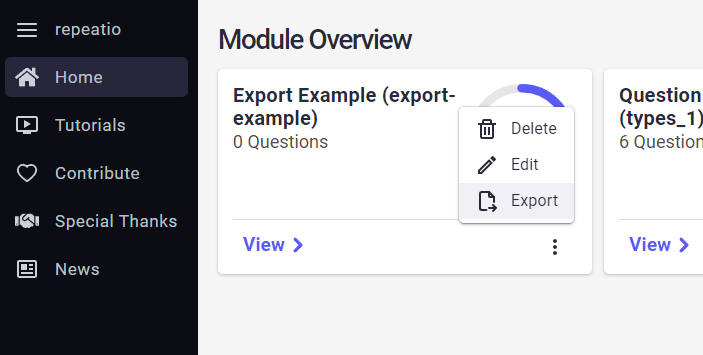 repeatio
Home
Tutorials
Contribute
Special Thanks
News
Module Overview
Export Example (export-
example)
0 Questions
Delete
Edit
Export
View
Question
(types_1)
6 Question
View